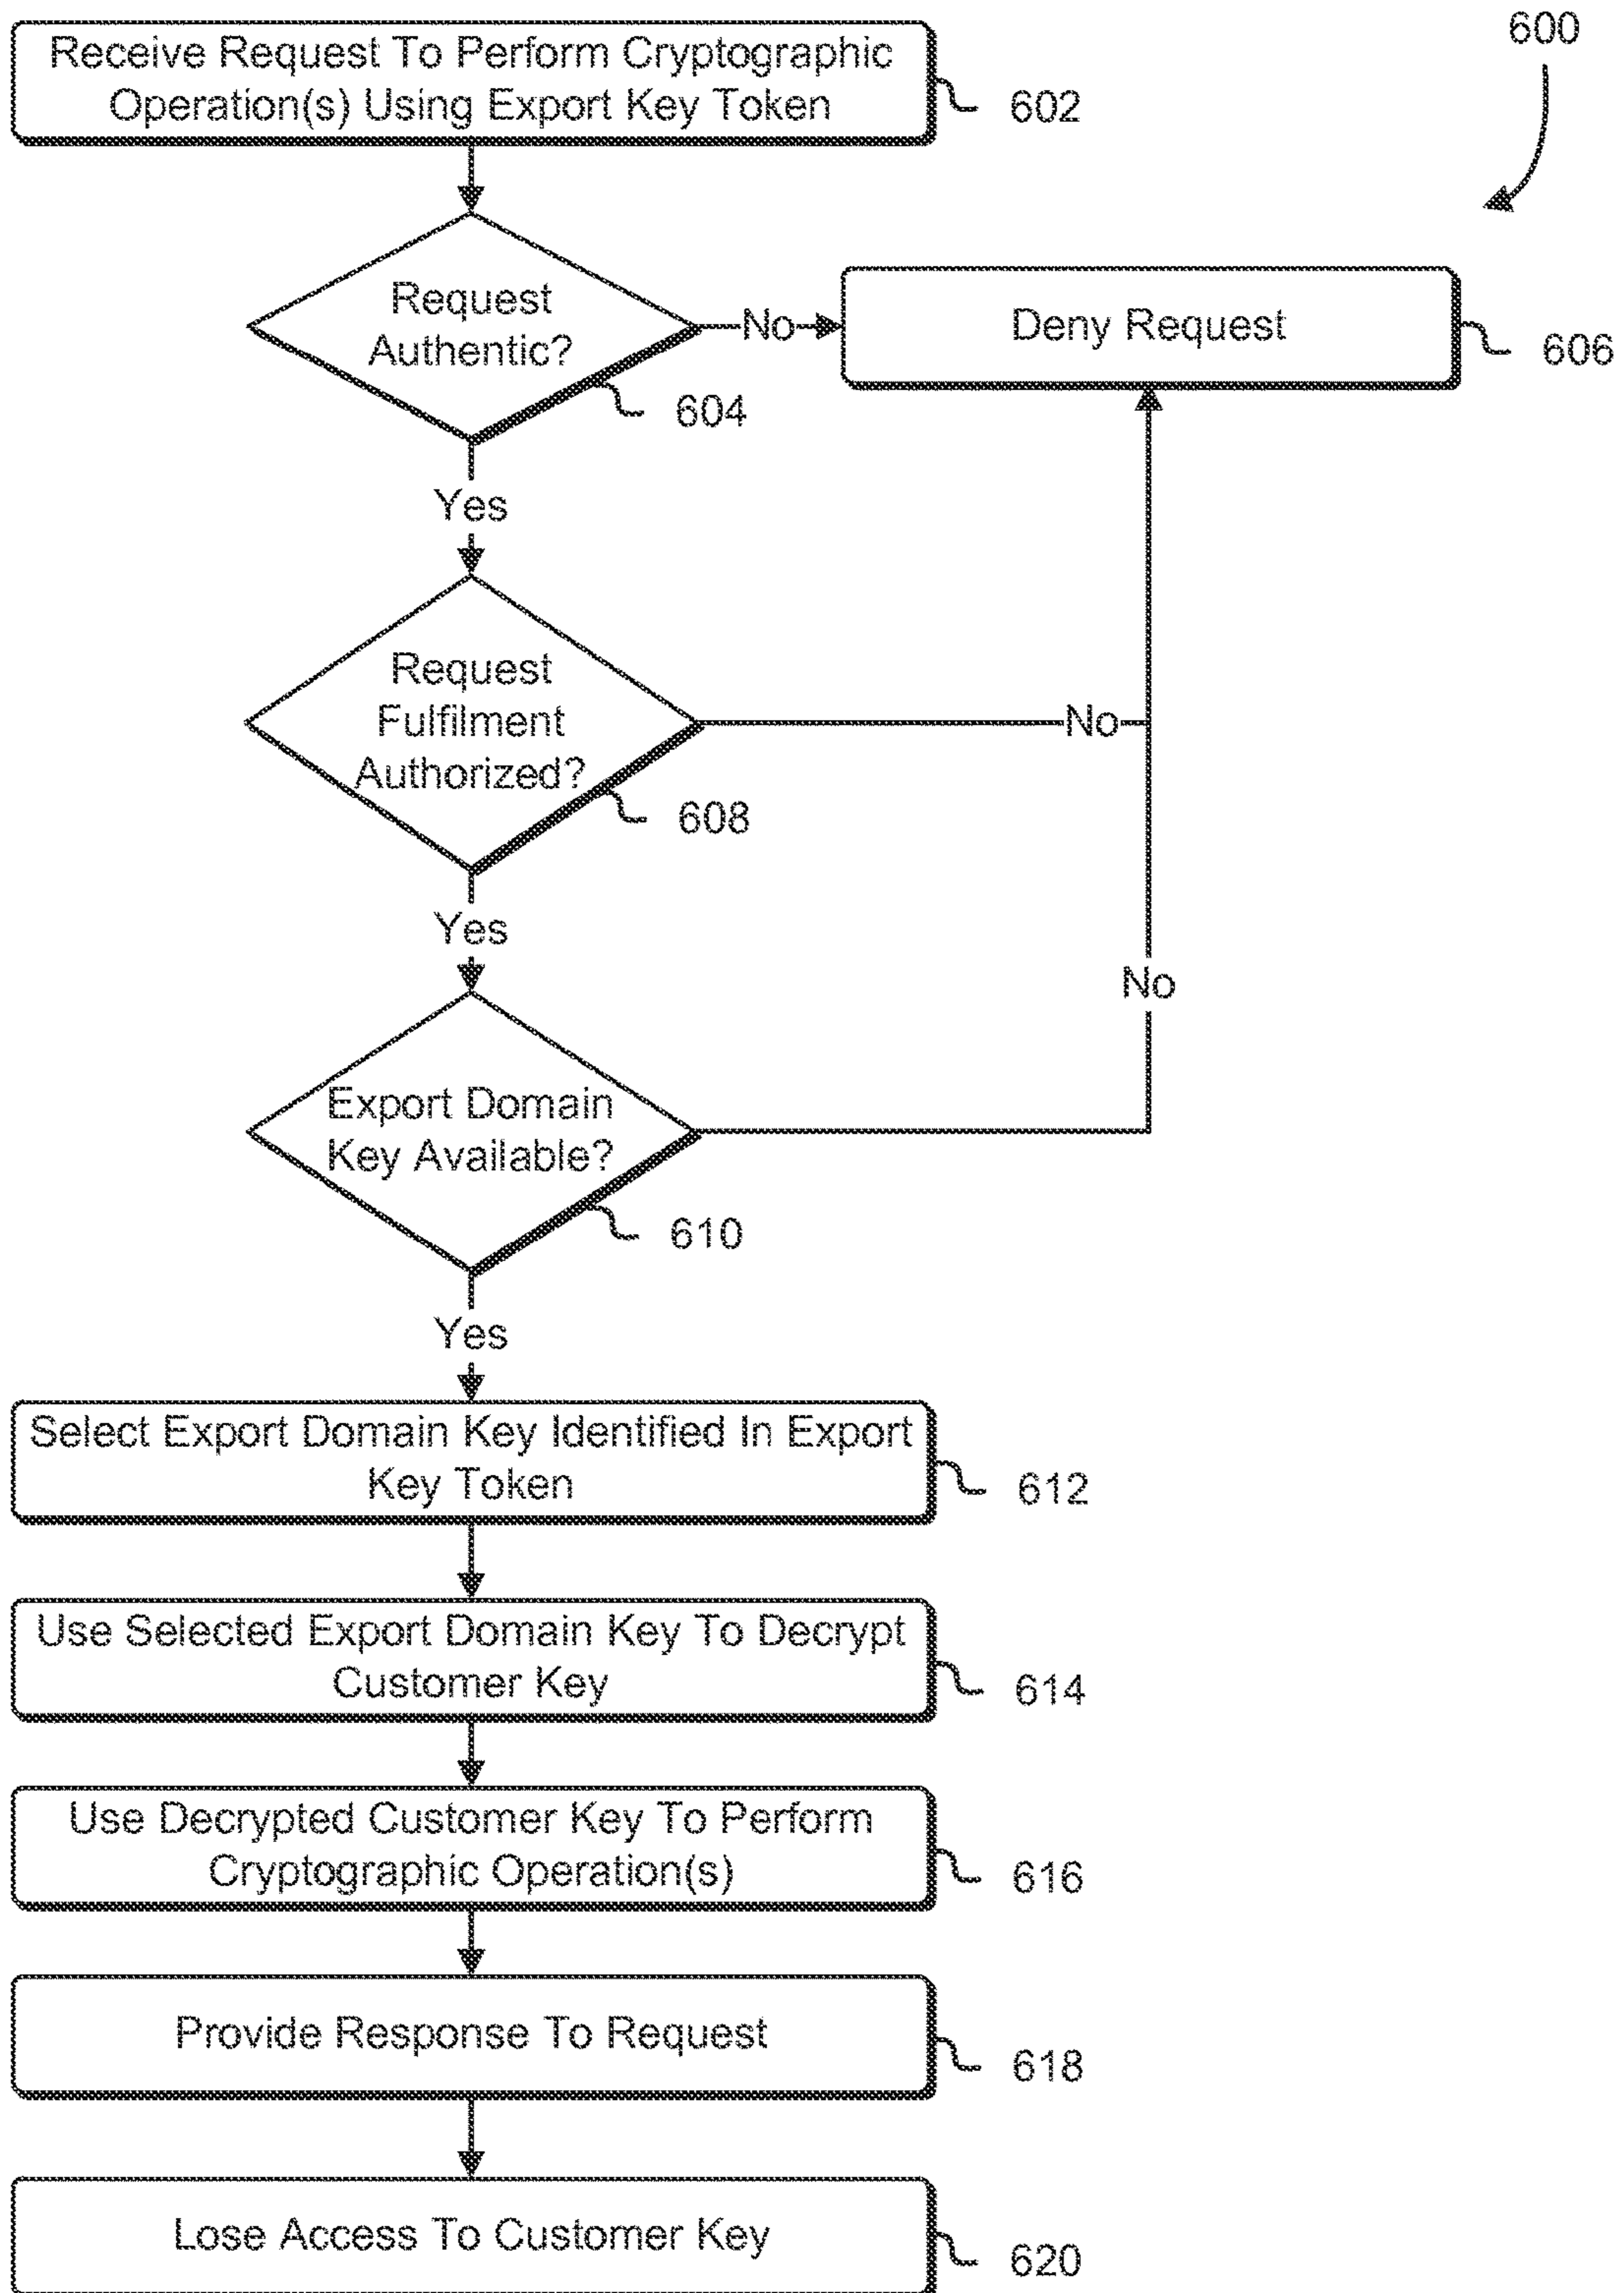 600
Receive Request To Perform Cryptographic
Operation(s) Using Export Key Token
602
Request
Authentic?
604
No
Deny Request
606
Yes
Request
Fulfilment
Authorized?
608
No
Yes
Export Domain
Key Available?
610
No
Yes
Select Export Domain Key Identified In Export
Key Token
612
Use Selected Export Domain Key To Decrypt
Customer Key
614
Use Decrypted Customer Key To Perform
Cryptographic Operation(s)
616
Provide Response To Request
618
Lose Access To Customer Key
620